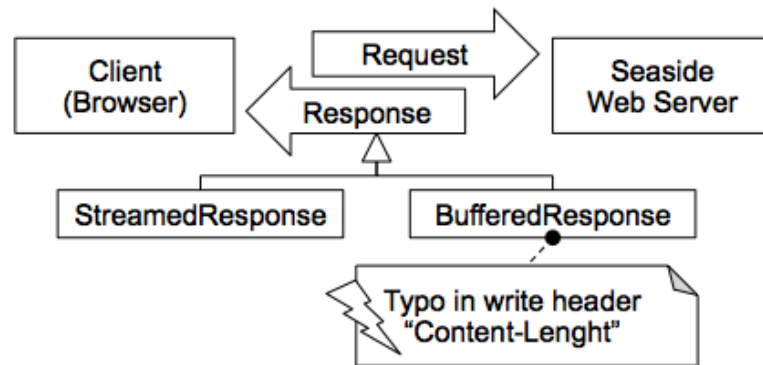 Client
(Browser)
Request
Response
Seaside
Web Server
StreamedResponse
BufferedResponse
Typo in write header
“Content-Lenght”